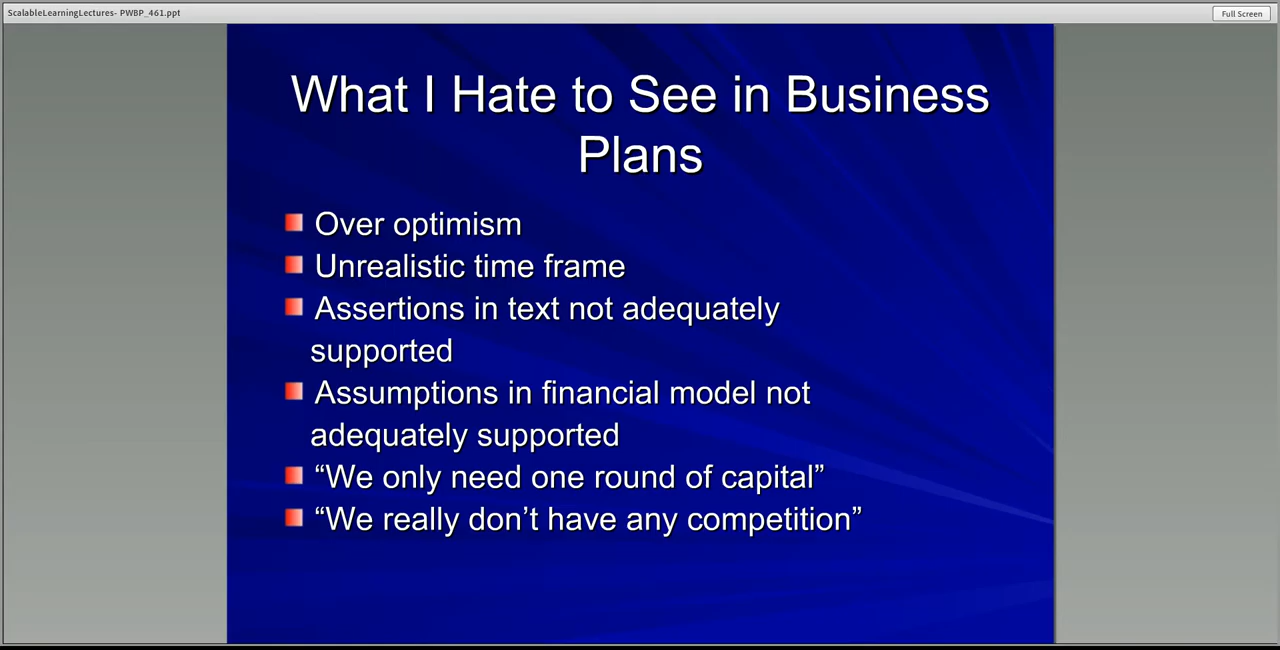 ScalableLearningLectures- PWBP_461.ppt
Full Screen
What I Hate to See in Business
Plans
Over optimism
Unrealistic time frame
Assertions in text not adequately
supported
Assumptions in financial model not
adequately supported
“We only need one round of capital”
“We really don’t have any competition”